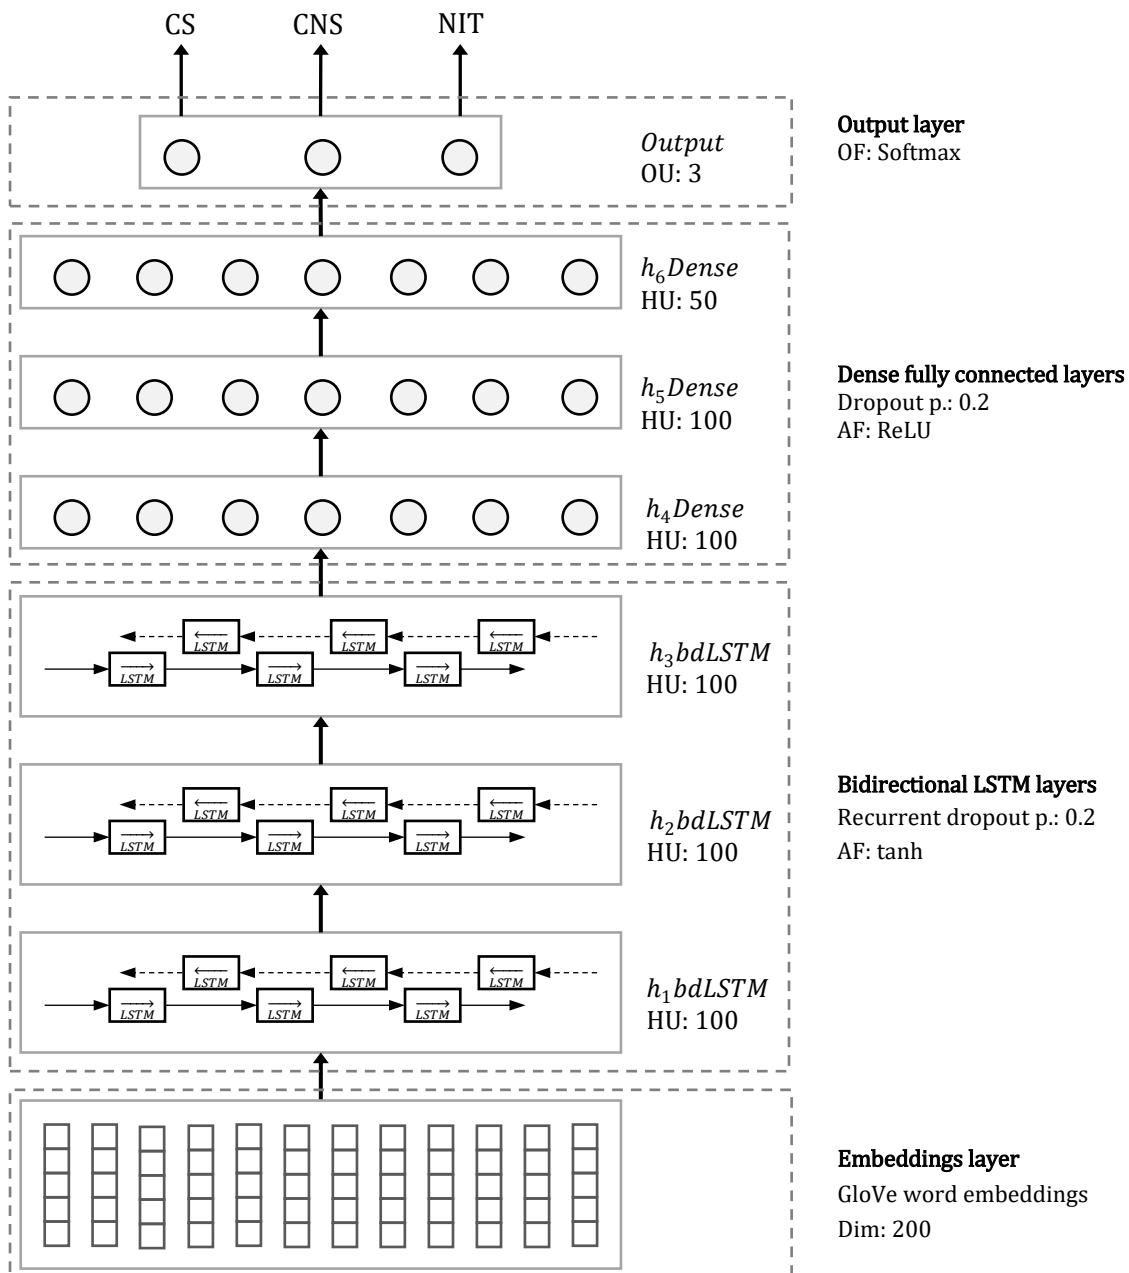 CS CNS NIT
Output
OU: 3
Output layer
OF: Softmax
h₆Dense
HU: 50
h₅Dense
HU: 100
h₄Dense
HU: 100
Dense fully connected layers
Dropout p.: 0.2
AF: ReLU
LSTM LSTM LSTM
LSTM LSTM LSTM
h₃bdLSTM
HU: 100
LSTM LSTM LSTM
LSTM LSTM LSTM
h₂bdLSTM
HU: 100
LSTM LSTM LSTM
LSTM LSTM LSTM
h₁bdLSTM
HU: 100
Bidirectional LSTM layers
Recurrent dropout p.: 0.2
AF: tanh
Embeddings layer
GloVe word embeddings
Dim: 200